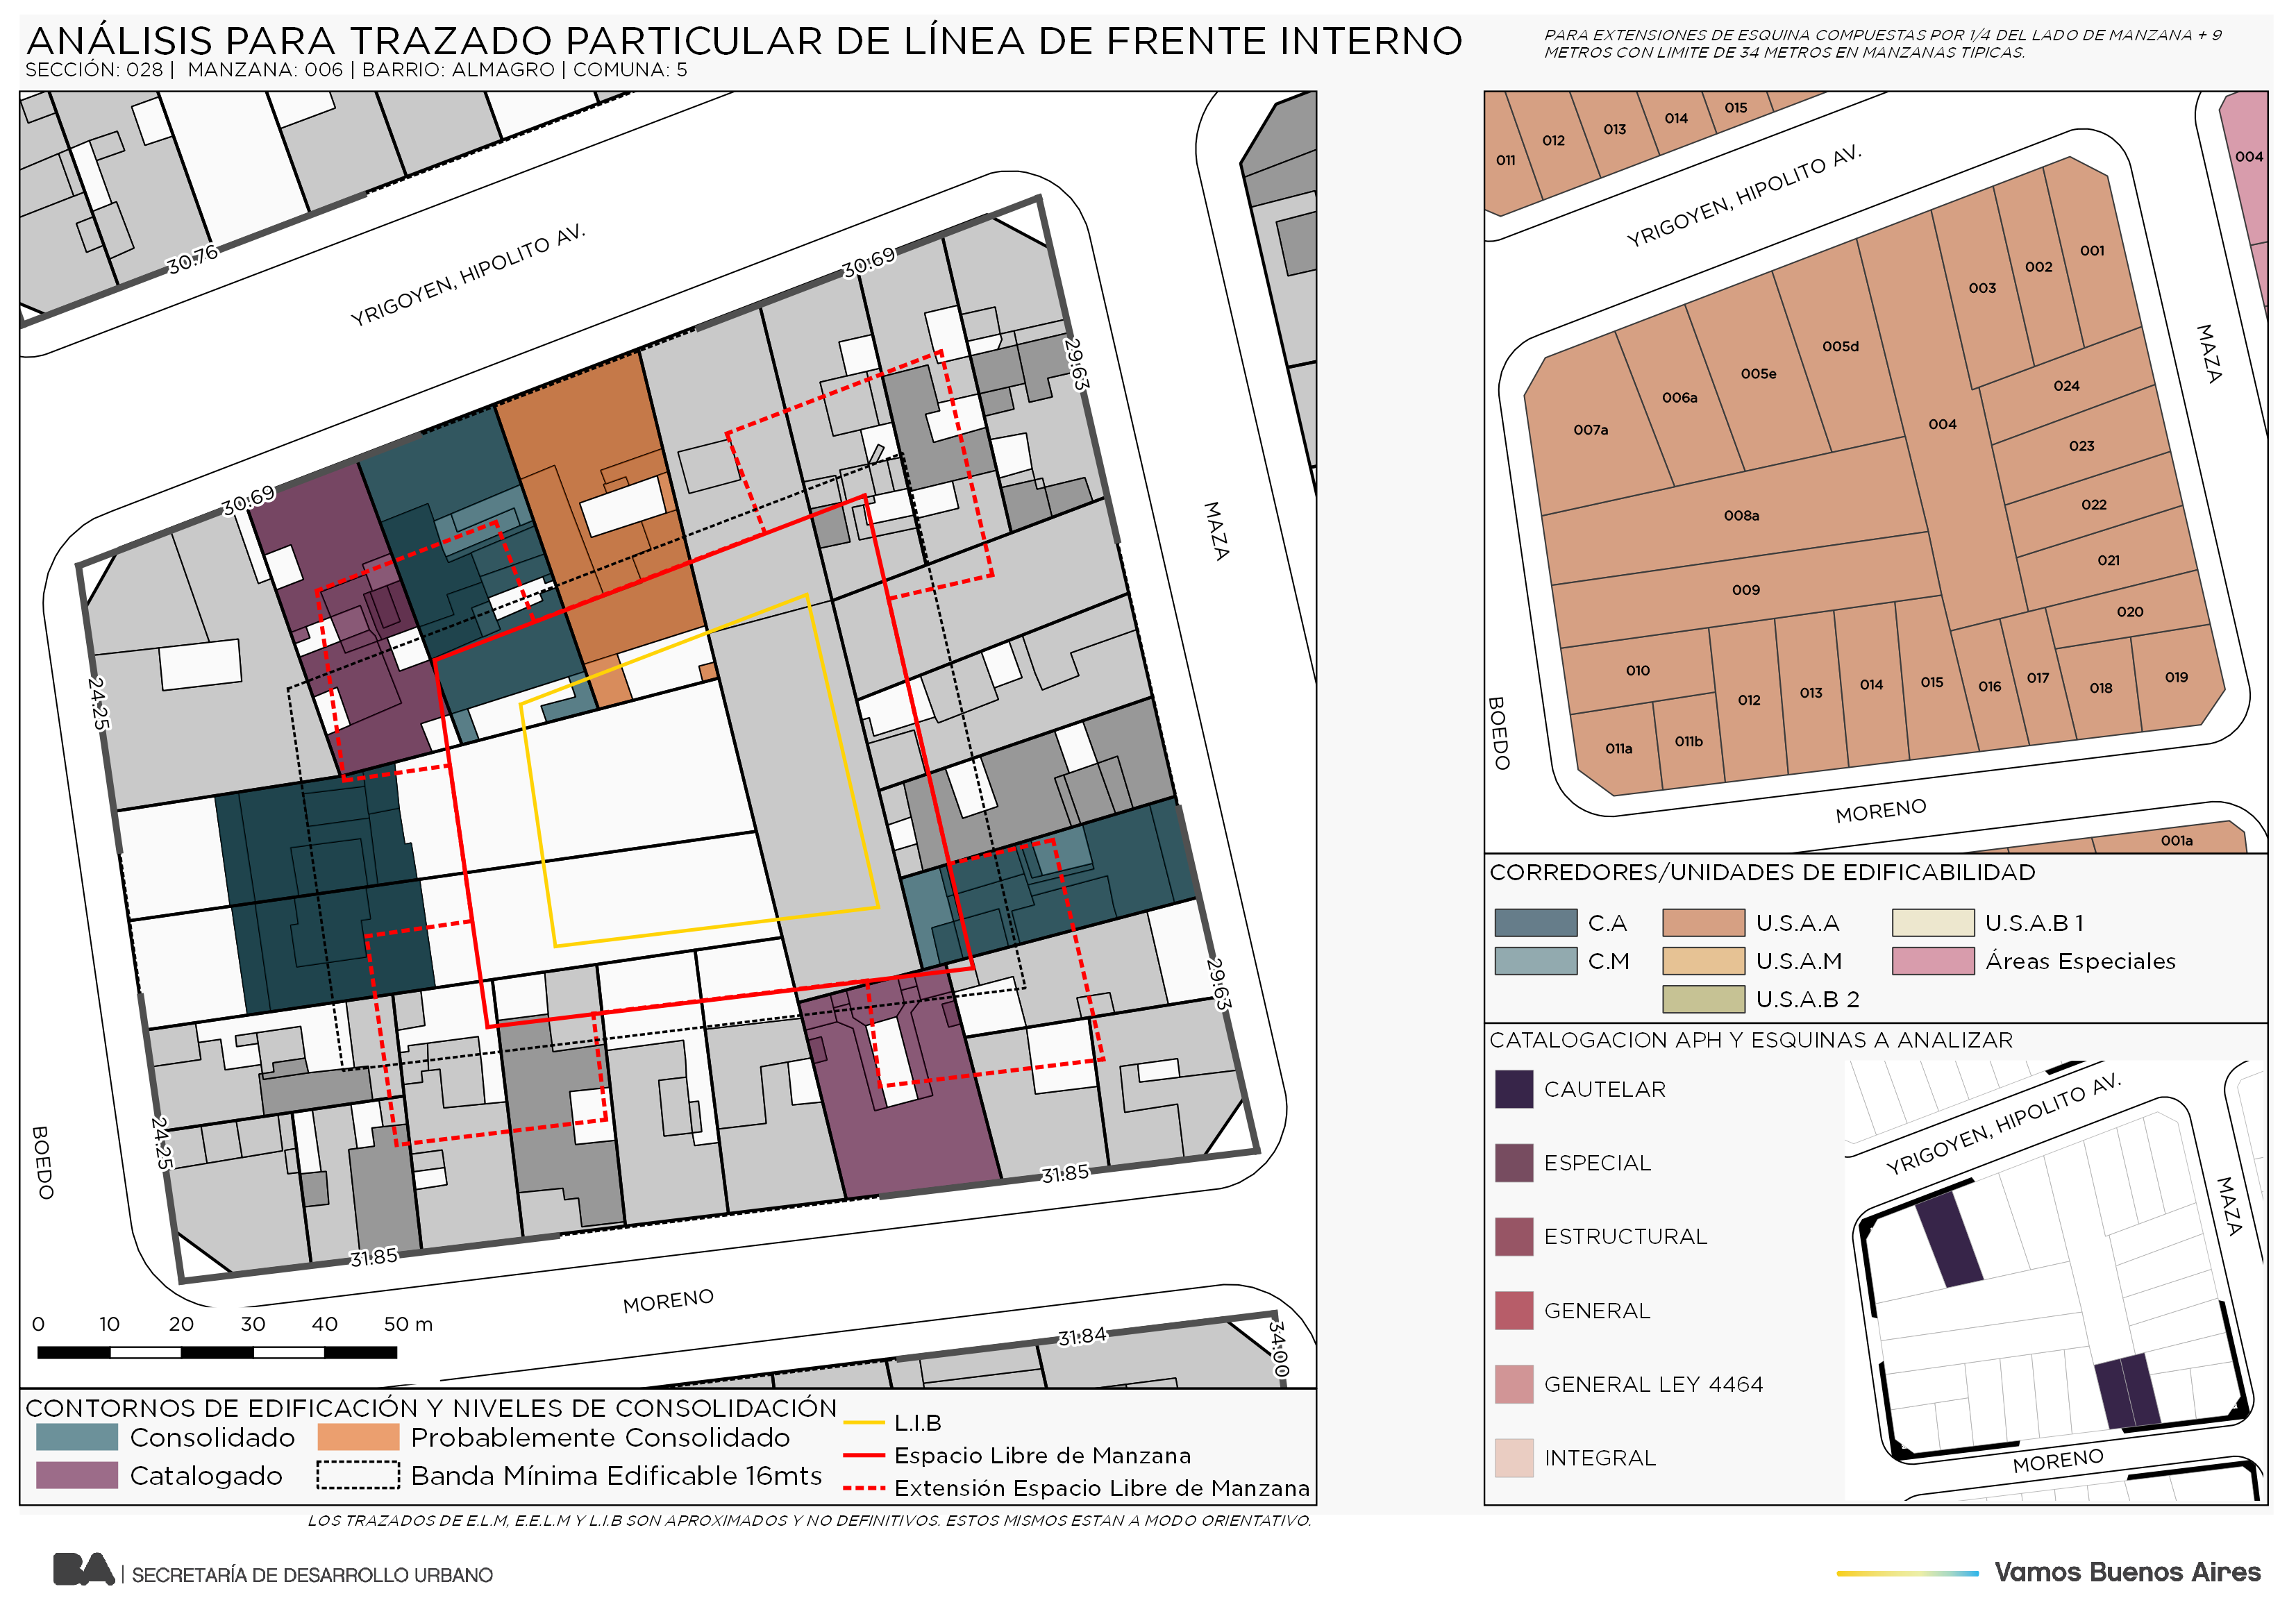 ANÁLISIS PARA TRAZADO PARTICULAR DE LÍNEA DE FRENTE INTERNO
SECCIÓN: 028 | MANZANA: 006 | BARRIO: ALMAGRO | COMUNA: 5
PARA EXTENSIONES DE ESQUINA COMPUESTAS POR 1/4 DEL LADO DE MANZANA + 9
METROS CON LIMITE DE 34 METROS EN MANZANAS TIPICAS.
30.76
YRIGOYEN, HIPOLITO AV.
30.69
30.69
29.63
MAZA
24.25
29.63
24.25
BOEDO
31.85
31.85
MORENO
31.84
34.00
0 10 20 30 40 50 m
CONTORNOS DE EDIFICACIÓN Y NIVELES DE CONSOLIDACIÓN
Consolidado
Probablemente Consolidado
Catalogado
Banda Mínima Edificable 16mts
L.I.B
Espacio Libre de Manzana
Extensión Espacio Libre de Manzana
LOS TRAZADOS DE E.L.M, E.E.L.M Y L.I.B SON APROXIMADOS Y NO DEFINITIVOS. ESTOS MISMOS ESTAN A MODO ORIENTATIVO.
011
012
013
014
015
004
YRIGOYEN, HIPOLITO AV.
MAZA
001
002
003
005d
005e
006a
007a
004
024
023
022
021
020
008a
009
010
011a
011b
012
013
014
015
016
017
018
019
BOEDO
MORENO
001a
CORREDORES/UNIDADES DE EDIFICABILIDAD
C.A
U.S.A.A
U.S.A.B 1
C.M
U.S.A.M
Áreas Especiales
U.S.A.B 2
CATALOGACION APH Y ESQUINAS A ANALIZAR
CAUTELAR
ESPECIAL
ESTRUCTURAL
GENERAL
GENERAL LEY 4464
INTEGRAL
YRIGOYEN, HIPOLITO AV.
MAZA
MORENO
BA | SECRETARÍA DE DESARROLLO URBANO
Vamos Buenos Aires